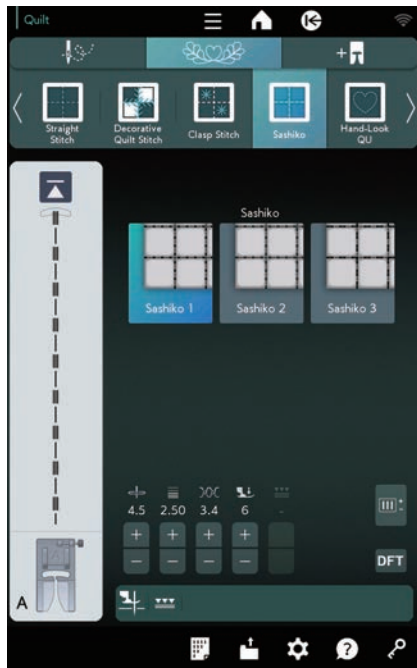 Quilt
Straight
Stitch
Decorative
Quilt Stitch
Clasp Stitch
Sashiko
Hand-Look
QU
Sashiko
Sashiko 1
Sashiko 2
Sashiko 3
4.5 2.50 3.4 6 -
+ + + +
− − − −
DFT
A